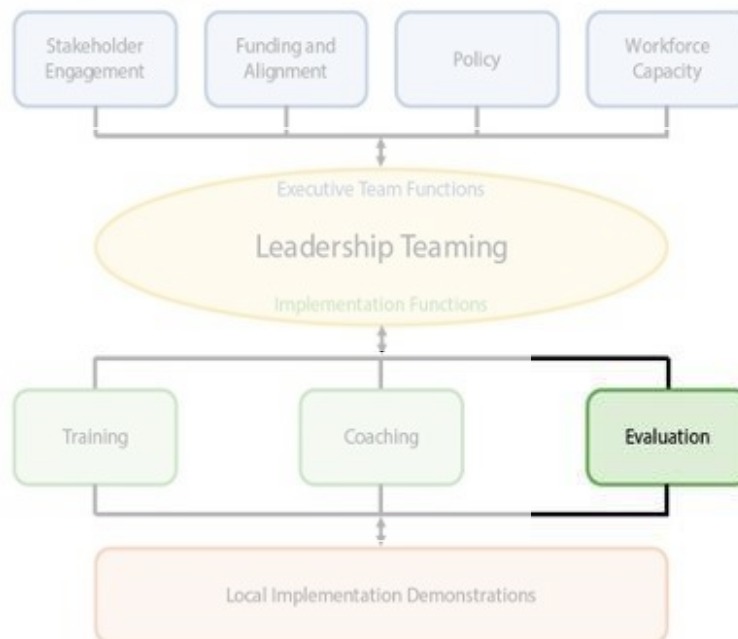 Stakeholder
Engagement
Funding and
Alignment
Policy
Workforce
Capacity
Executive Team Functions
Leadership Teaming
Implementation Functions
Training
Coaching
Evaluation
Local Implementation Demonstrations